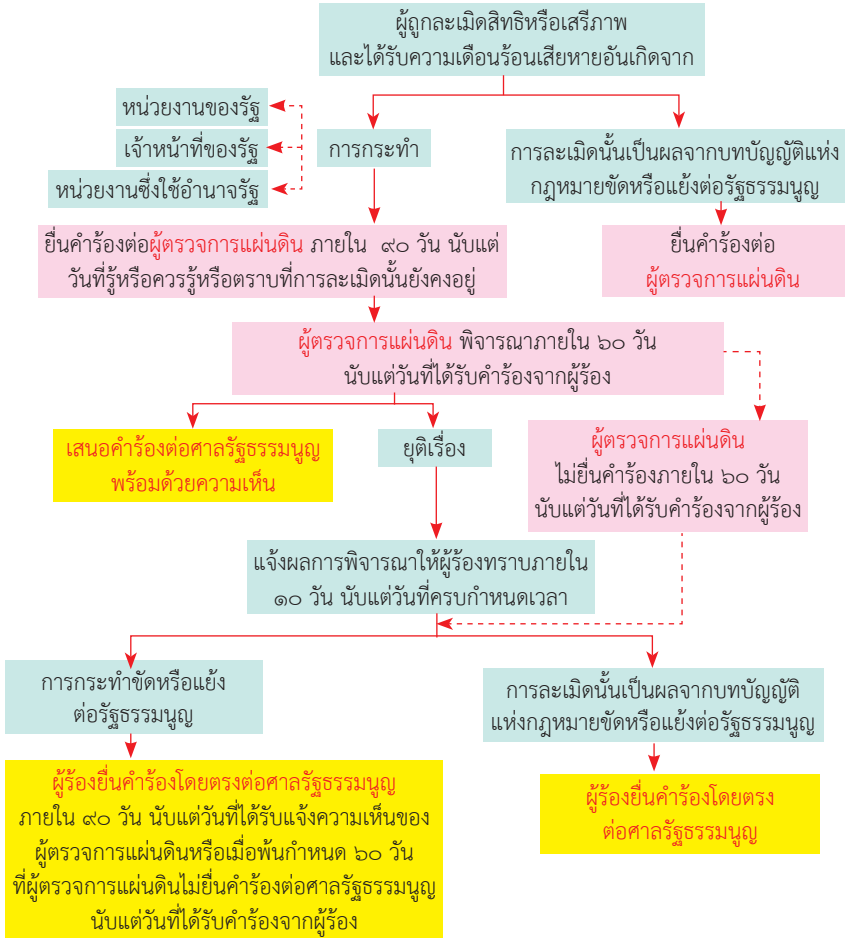 ผู้ถูกละเมิดสิทธิหรือเสรีภาพ
และได้รับความเดือนร้อนเสียหายอันเกิดจาก
หน่วยงานของรัฐ
เจ้าหน้าที่ของรัฐ
หน่วยงานซึ่งใช้อำนาจรัฐ
การกระทำ
การละเมิดนั้นเป็นผลจากบทบัญญัติแห่ง
กฎหมายขัดหรือแย้งต่อรัฐธรรมนูญ
ยื่นคำร้องต่อผู้ตรวจการแผ่นดิน ภายใน ๙๐ วัน นับแต่
วันที่รู้หรือควรรู้หรือตราบที่การละเมิดนั้นยังคงอยู่
ยื่นคำร้องต่อ
ผู้ตรวจการแผ่นดิน
ผู้ตรวจการแผ่นดิน พิจารณาภายใน ๖๐ วัน
นับแต่วันที่ได้รับคำร้องจากผู้ร้อง
เสนอคำร้องต่อศาลรัฐธรรมนูญ
พร้อมด้วยความเห็น
ยุติเรื่อง
ผู้ตรวจการแผ่นดิน
ไม่ยื่นคำร้องภายใน ๖๐ วัน
นับแต่วันที่ได้รับคำร้องจากผู้ร้อง
แจ้งผลการพิจารณาให้ผู้ร้องทราบภายใน
๑๐ วัน นับแต่วันที่ครบกำหนดเวลา
การกระทำขัดหรือแย้ง
ต่อรัฐธรรมนูญ
การละเมิดนั้นเป็นผลจากบทบัญญัติ
แห่งกฎหมายขัดหรือแย้งต่อรัฐธรรมนูญ
ผู้ร้องยื่นคำร้องโดยตรงต่อศาลรัฐธรรมนูญ
ภายใน ๙๐ วัน นับแต่วันที่ได้รับแจ้งความเห็นของ
ผู้ตรวจการแผ่นดินหรือเมื่อพ้นกำหนด ๖๐ วัน
ที่ผู้ตรวจการแผ่นดินไม่ยื่นคำร้องต่อศาลรัฐธรรมนูญ
นับแต่วันที่ได้รับคำร้องจากผู้ร้อง
ผู้ร้องยื่นคำร้องโดยตรง
ต่อศาลรัฐธรรมนูญ